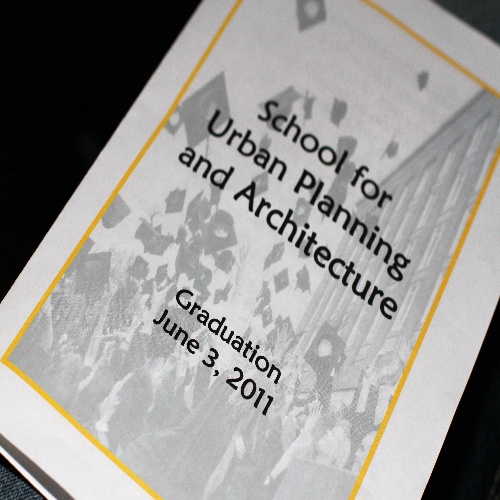 School for
Urban Planning
and Architecture
Graduation
June 3, 2011